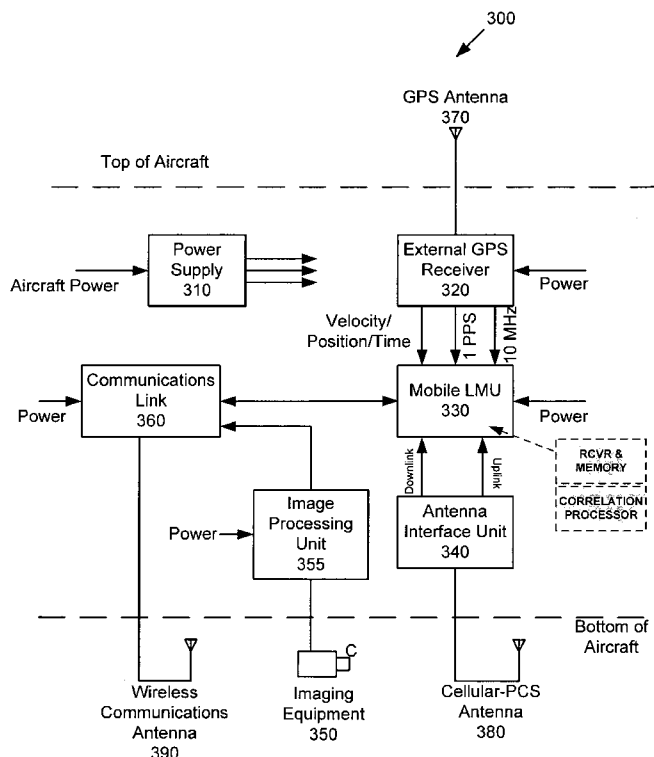 300
GPS Antenna
370
Top of Aircraft
Power
Supply
310
Aircraft Power
External GPS
Receiver
320
Power
Velocity/
Position/Time
1 PPS
10 MHz
Communications
Link
360
Power
Mobile LMU
330
Power
RCVR &
MEMORY
CORRELATION
PROCESSOR
Downlink
Uplink
Image
Processing
Unit
355
Power
Antenna
Interface Unit
340
Bottom of
Aircraft
C
Wireless
Communications
Antenna
390
Imaging
Equipment
350
Cellular-PCS
Antenna
380